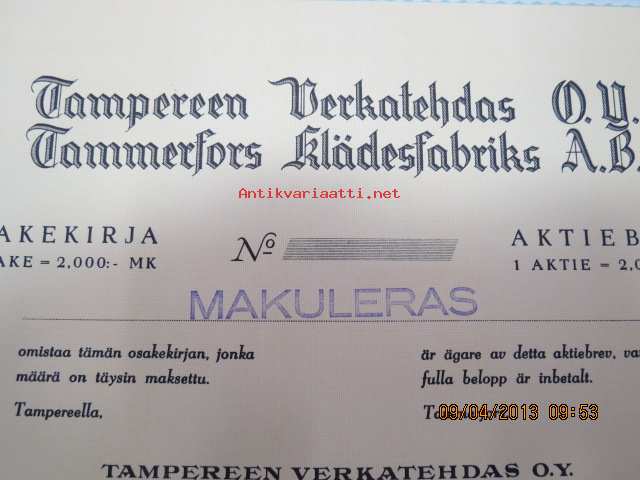 Tampereen Verkatehdas O.Y.
Tammerfors Klädesfabriks A.B.
Antikvariaatti.net
AKEKIRJA No AKTIEB
AKE = 2,000:- MK 1 AKTIE = 2,0
MAKULERAS
omistaa tämän osakekirjan, jonka
määrä on täysin maksettu.
Tampereella,
är ägare av detta aktiebrev, va
fulla belopp är inbetalt.
09/04/2013 09:53
TAMPEREEN VERKATEHDAS O.Y.